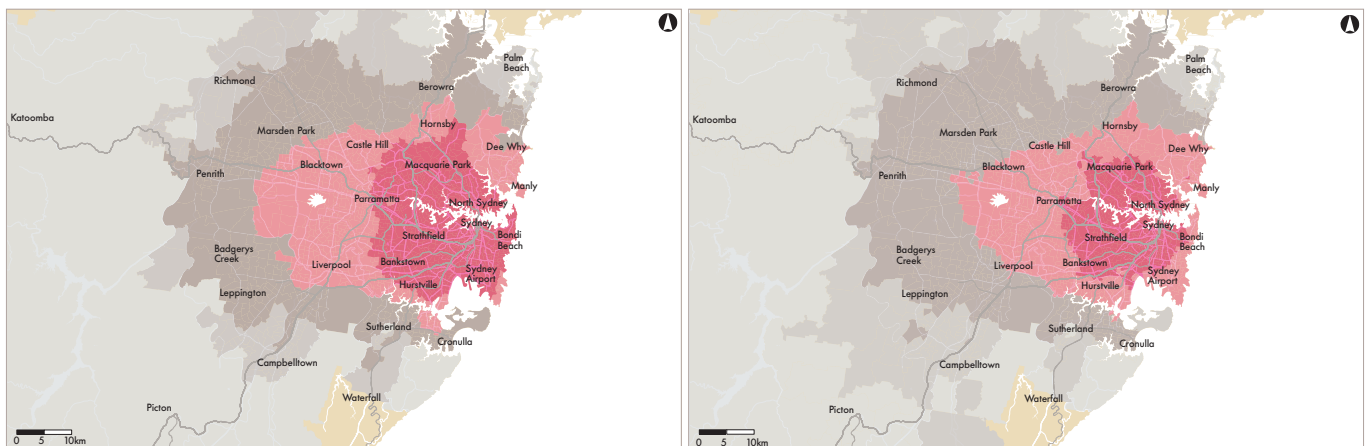 Palm
Beach
Richmond
Berowra
Katoomba
Hornsby
Marsden Park
Castle Hill
Dee Why
Blacktown
Macquarie Park
Penrith
Manly
Parramatta
North Sydney
Sydney
Strathfield
Bondi
Beach
Badgerys
Creek
Bankstown
Liverpool
Sydney
Airport
Hurstville
Leppington
Sutherland
Cronulla
Campbelltown
Waterfall
Picton
0 5 10km
Palm
Beach
Richmond
Berowra
Katoomba
Hornsby
Marsden Park
Castle Hill
Dee Why
Blacktown
Macquarie Park
Penrith
Manly
Parramatta
North Sydney
Sydney
Strathfield
Bondi
Beach
Badgerys
Creek
Bankstown
Liverpool
Sydney
Airport
Hurstville
Leppington
Sutherland
Cronulla
Campbelltown
Waterfall
Picton
0 5 10km